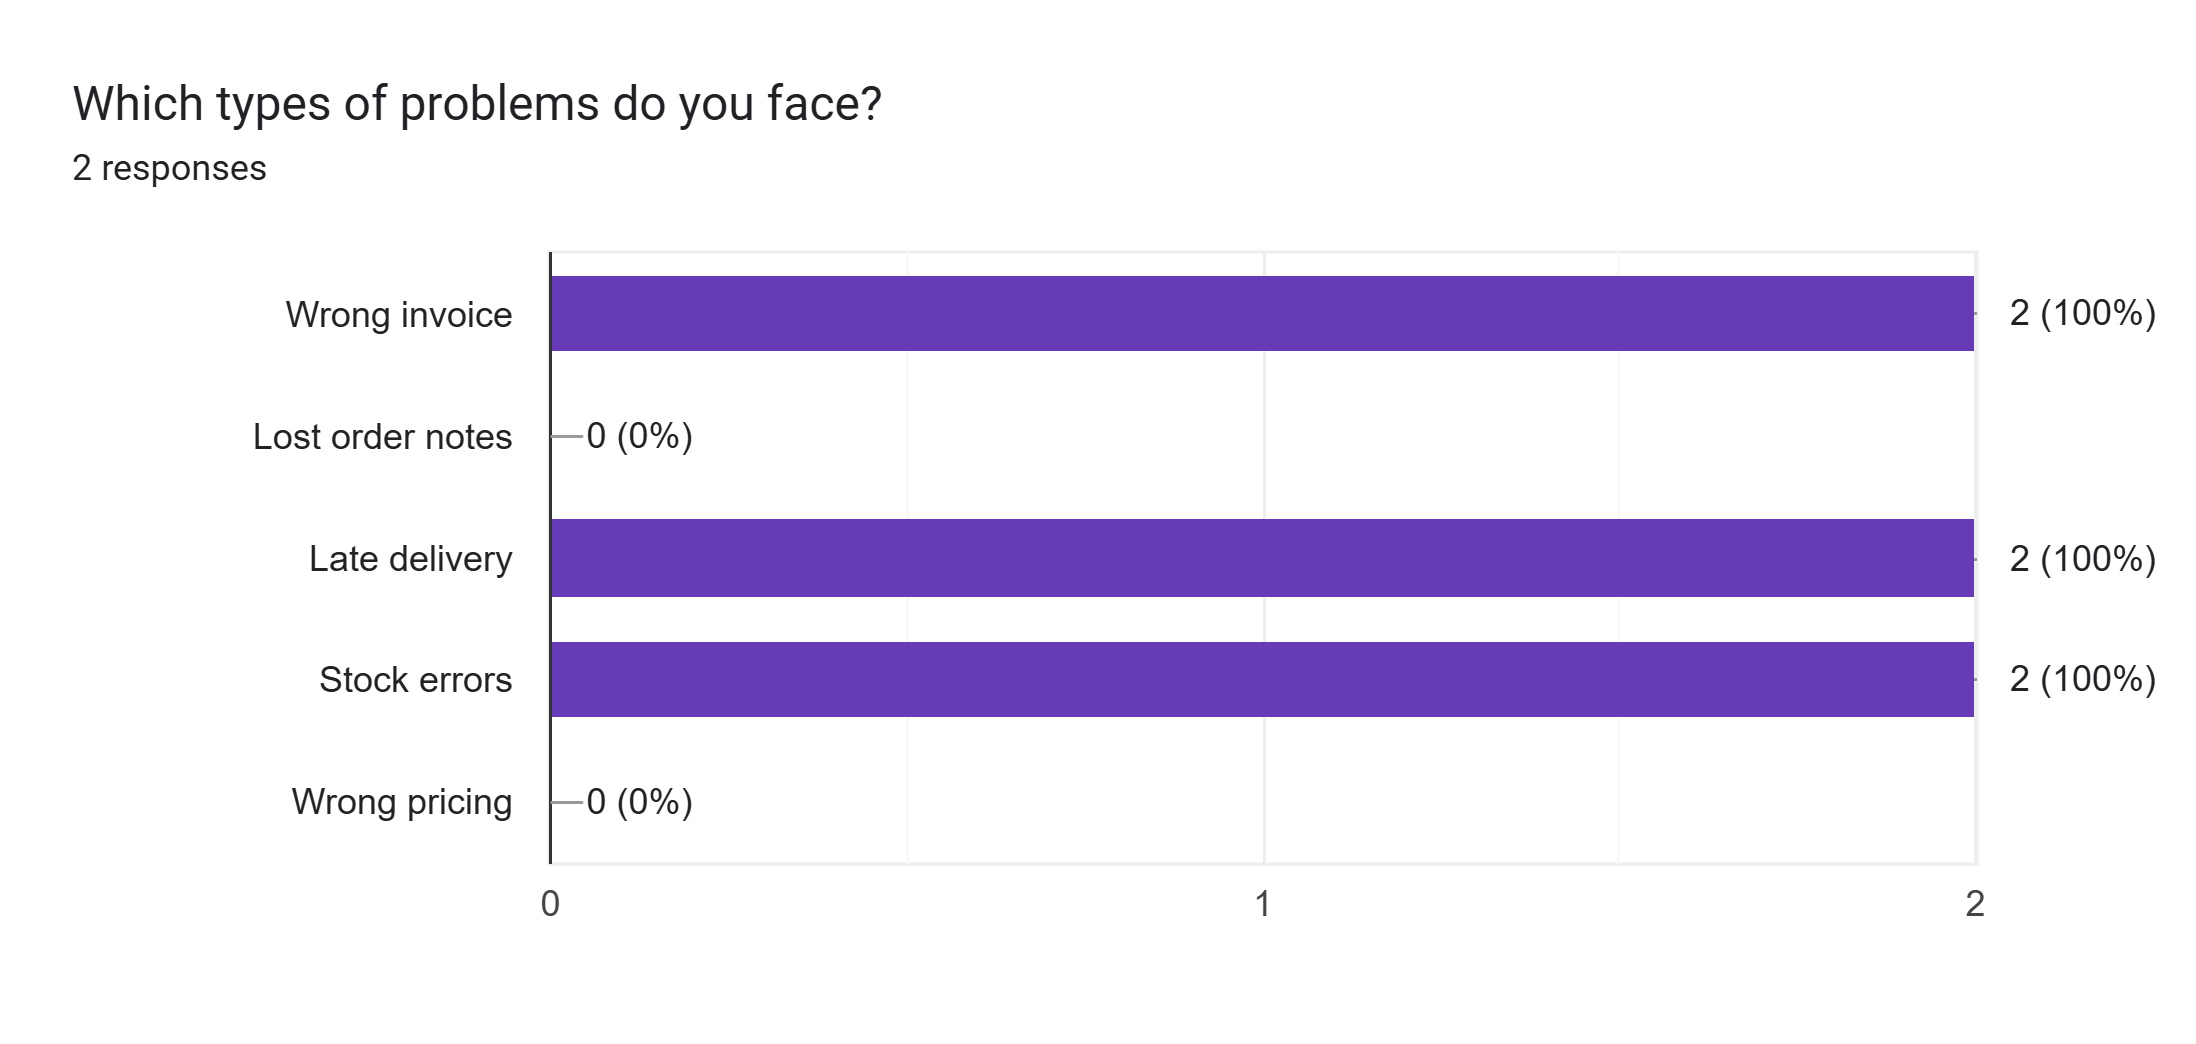 Which types of problems do you face?
2 responses
Wrong invoice 2 (100%)
Lost order notes 0 (0%)
Late delivery 2 (100%)
Stock errors 2 (100%)
Wrong pricing 0 (0%)
0 1 2